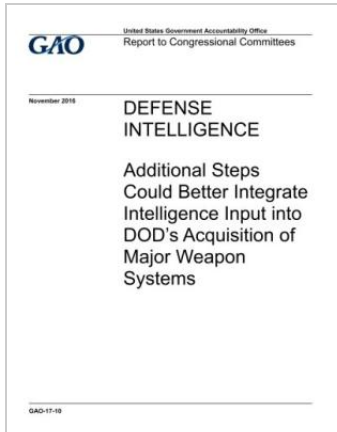 United States Government Accountability Office
GAO
Report to Congressional Committees
November 2016
DEFENSE
INTELLIGENCE
Additional Steps
Could Better Integrate
Intelligence Input into
DOD's Acquisition of
Major Weapon
Systems
GAO-17-10